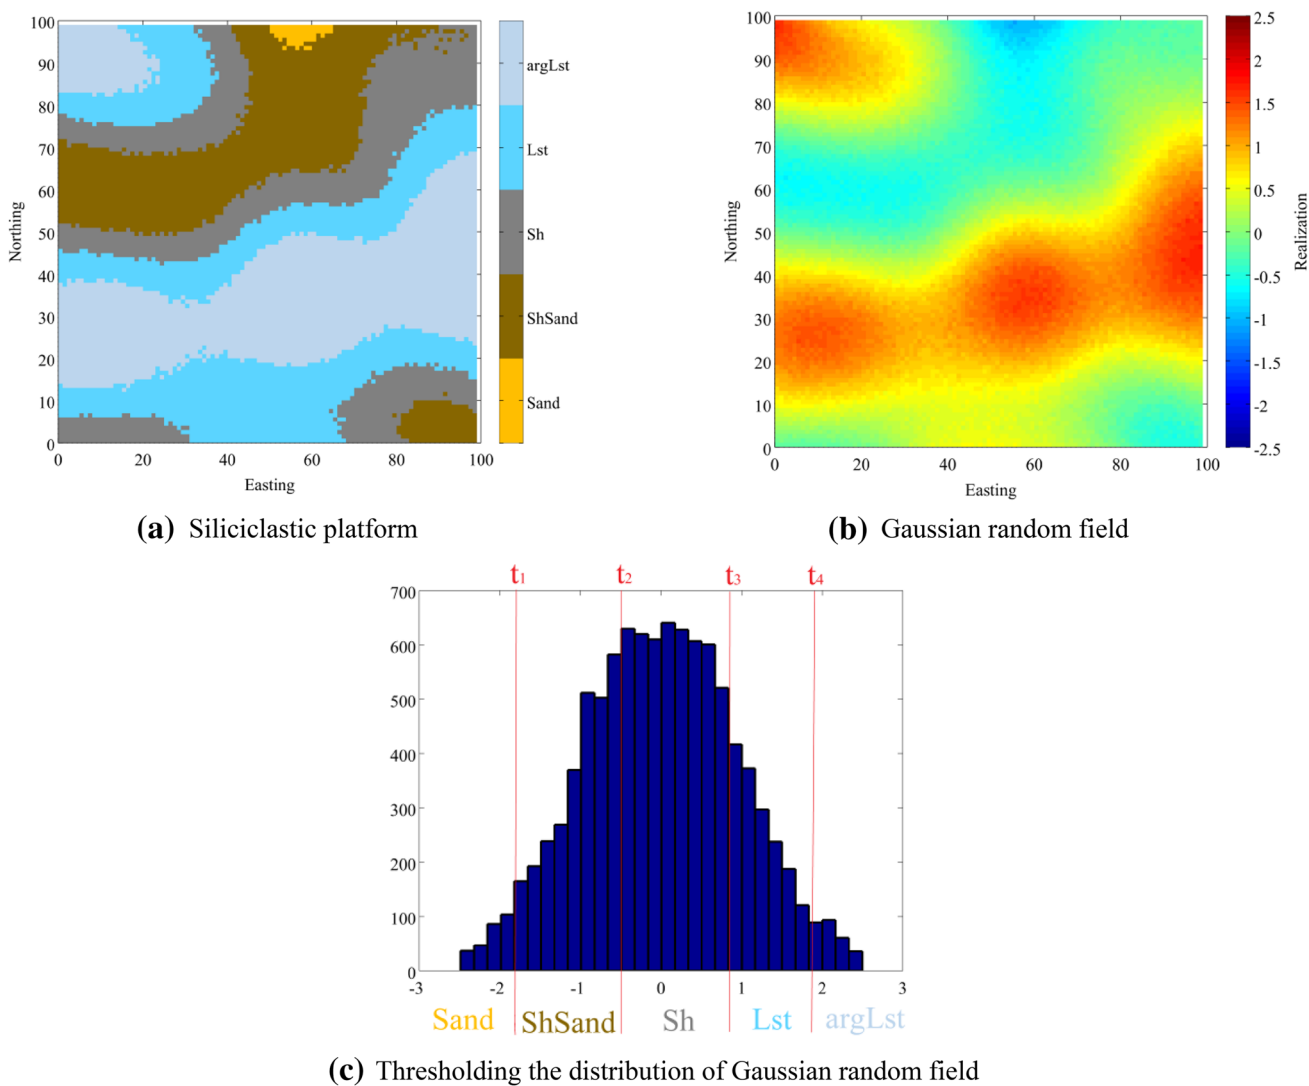 100
90
80
70
60
50
40
30
20
10
0
Northing
0 20 40 60 80 100
Easting
argLst
Lst
Sh
ShSand
Sand
(a) Siliciclastic platform
100
90
80
70
60
50
40
30
20
10
0
Northing
0 20 40 60 80 100
Easting
2.5
2
1.5
1
0.5
0
-0.5
-1
-1.5
-2
-2.5
Realization
(b) Gaussian random field
t1 t2 t3 t4
700
600
500
400
300
200
100
0
-3 -2 -1 0 1 2 3
Sand ShSand Sh Lst argLst
(c) Thresholding the distribution of Gaussian random field